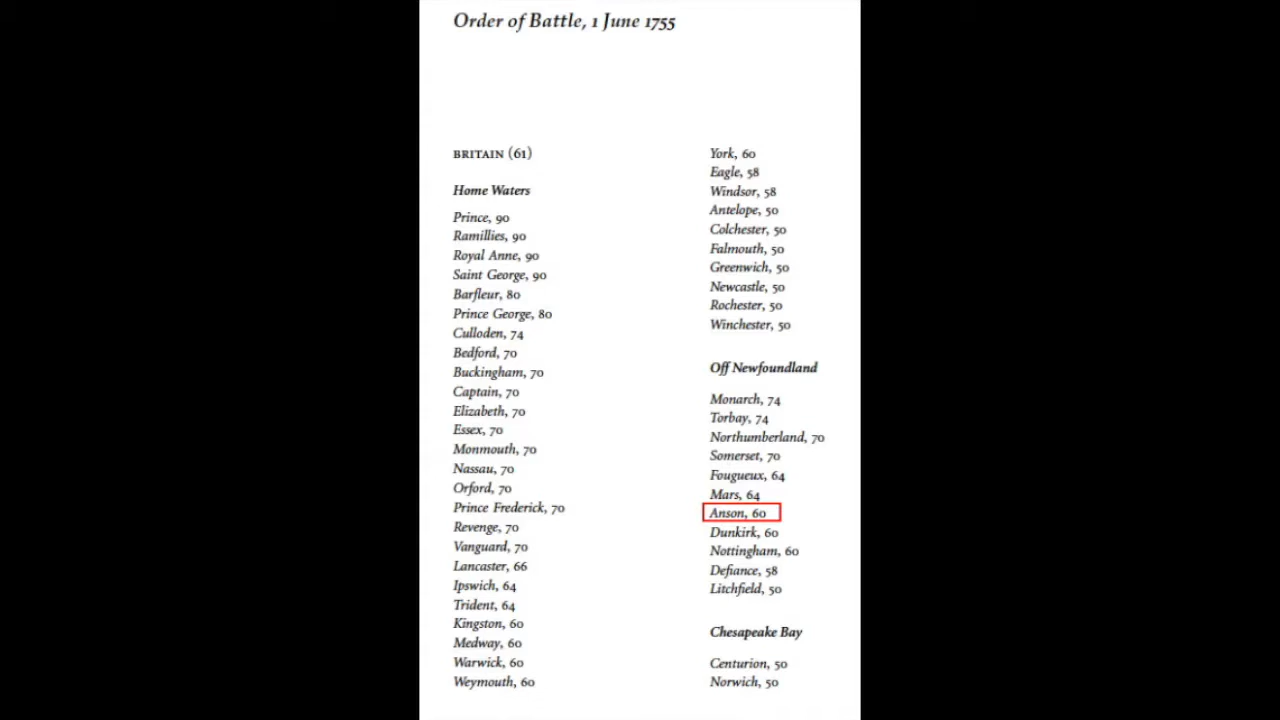 Order of Battle, 1 June 1755
BRITAIN (61)
Home Waters
Prince, 90
Ramillies, 90
Royal Anne, 90
Saint George, 90
Barfleur, 80
Prince George, 80
Culloden, 74
Bedford, 70
Buckingham, 70
Captain, 70
Elizabeth, 70
Essex, 70
Monmouth, 70
Nassau, 70
Orford, 70
Prince Frederick, 70
Revenge, 70
Vanguard, 70
Lancaster, 66
Ipswich, 64
Trident, 64
Kingston, 60
Medway, 60
Warwick, 60
Weymouth, 60
York, 60
Eagle, 58
Windsor, 58
Antelope, 50
Colchester, 50
Falmouth, 50
Greenwich, 50
Newcastle, 50
Rochester, 50
Winchester, 50
Off Newfoundland
Monarch, 74
Torbay, 74
Northumberland, 70
Somerset, 70
Fougueux, 64
Mars, 64
Anson, 60
Dunkirk, 60
Nottingham, 60
Defiance, 58
Litchfield, 50
Chesapeake Bay
Centurion, 50
Norwich, 50